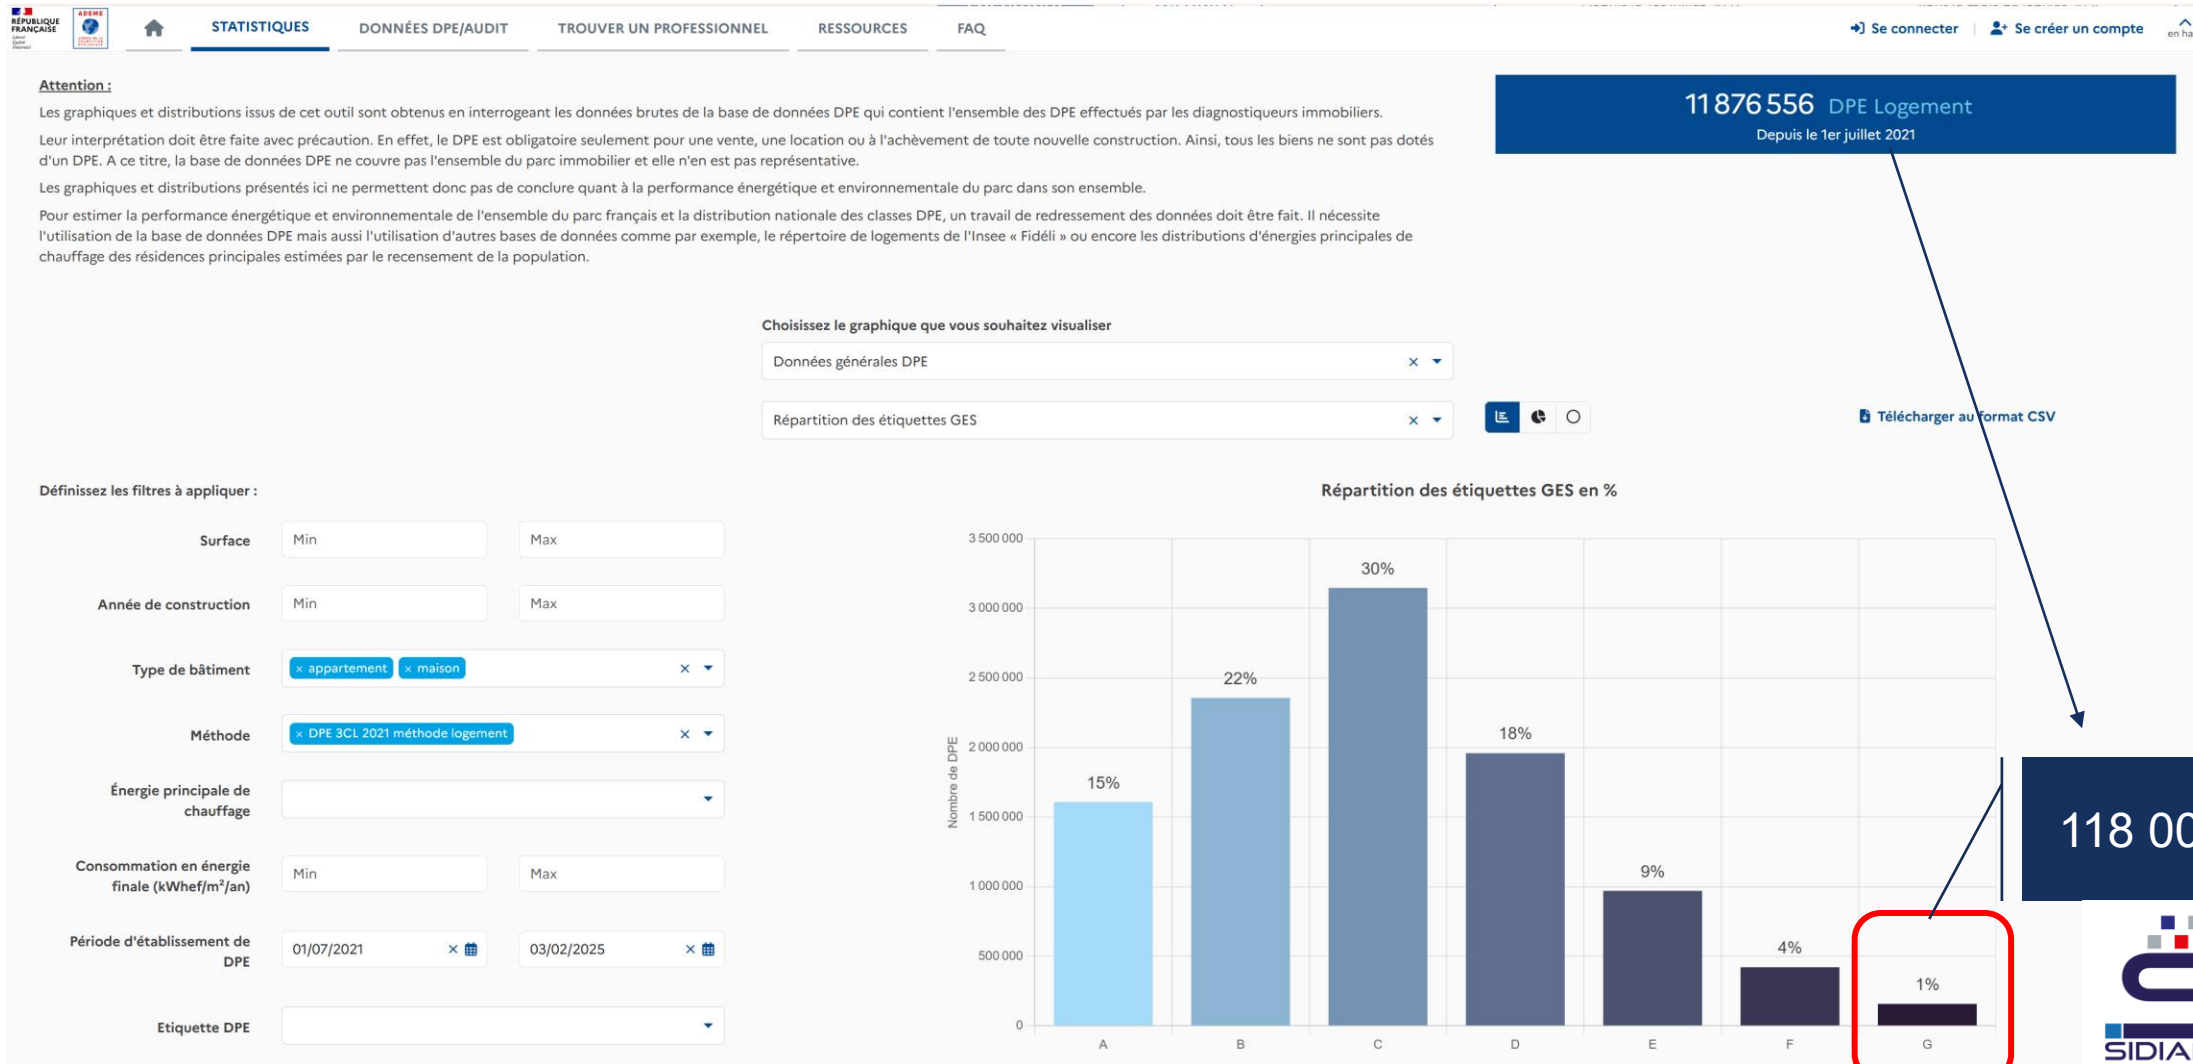 RÉPUBLIQUE
FRANÇAISE
ADEME
STATISTIQUES
DONNÉES DPE/AUDIT
TROUVER UN PROFESSIONNEL
RESSOURCES
FAQ
Se connecter
Se créer un compte
en ha
Attention :
Les graphiques et distributions issus de cet outil sont obtenus en interrogeant les données brutes de la base de données DPE qui contient l'ensemble des DPE effectués par les diagnostiqueurs immobiliers.
Leur interprétation doit être faite avec précaution. En effet, le DPE est obligatoire seulement pour une vente, une location ou à l'achèvement de toute nouvelle construction. Ainsi, tous les biens ne sont pas dotés
d'un DPE. A ce titre, la base de données DPE ne couvre pas l'ensemble du parc immobilier et elle n'en est pas représentative.
Les graphiques et distributions présentés ici ne permettent donc pas de conclure quant à la performance énergétique et environnementale du parc dans son ensemble.
Pour estimer la performance énergétique et environnementale de l'ensemble du parc français et la distribution nationale des classes DPE, un travail de redressement des données doit être fait. Il nécessite
l'utilisation de la base de données DPE mais aussi l'utilisation d'autres bases de données comme par exemple, le répertoire de logements de l'Insee « Fidéli » ou encore les distributions d'énergies principales de
chauffage des résidences principales estimées par le recensement de la population.
11 876 556 DPE Logement
Depuis le 1er juillet 2021
Choisissez le graphique que vous souhaitez visualiser
Données générales DPE
Répartition des étiquettes GES
Télécharger au format CSV
Définissez les filtres à appliquer :
Surface
Min
Max
Année de construction
Min
Max
Type de bâtiment
× appartement
× maison
Méthode
× DPE 3CL 2021 méthode logement
Énergie principale de
chauffage
Consommation en énergie
finale (kWhef/m²/an)
Min
Max
Période d'établissement de
DPE
01/07/2021
03/02/2025
Etiquette DPE
Répartition des étiquettes GES en %
Nombre de DPE
3 500 000
3 000 000
2 500 000
2 000 000
1 500 000
1 000 000
500 000
0
15%
22%
30%
18%
9%
4%
1%
A
B
C
D
E
F
G
118 00
SIDIA